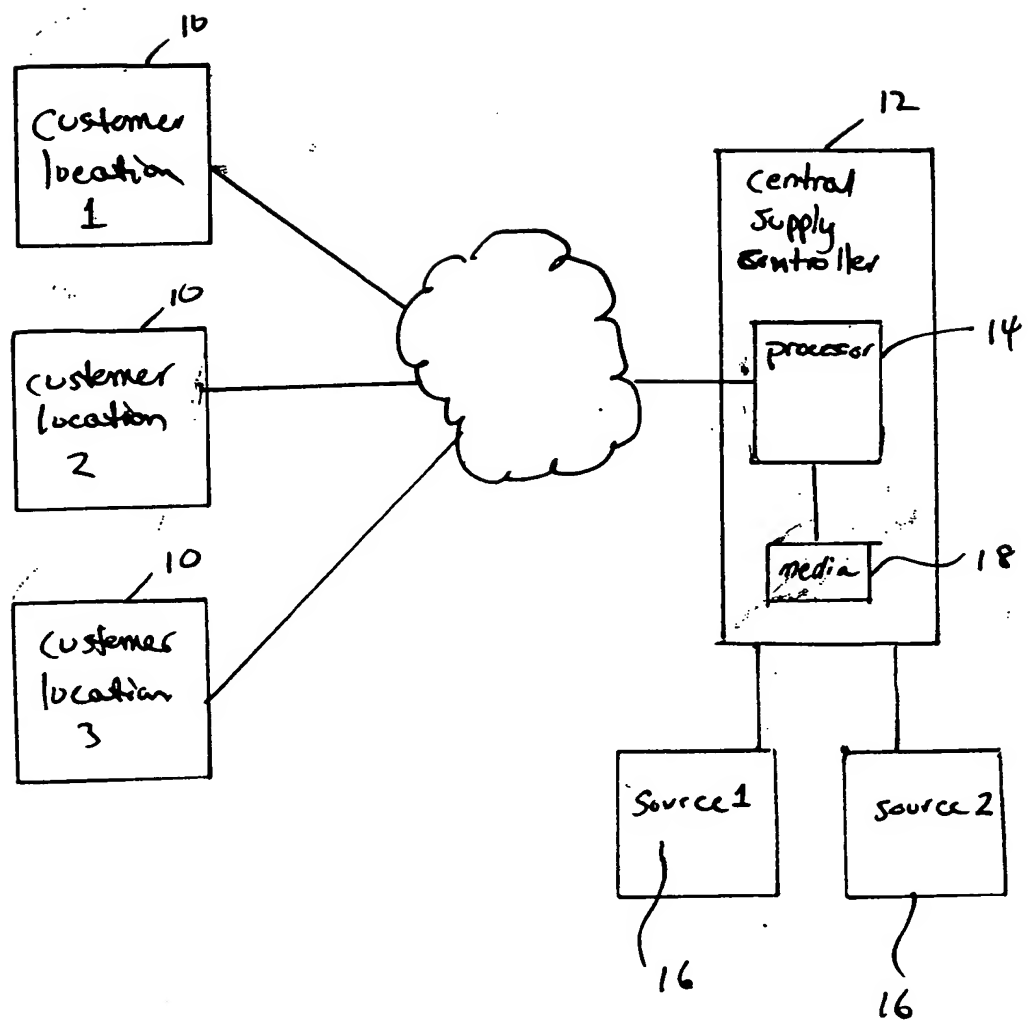 10
Customer
location
1
10
customer
location
2
10
customer
location
3
12
central
supply
controller
processor
14
media
18
source 1
16
source 2
16